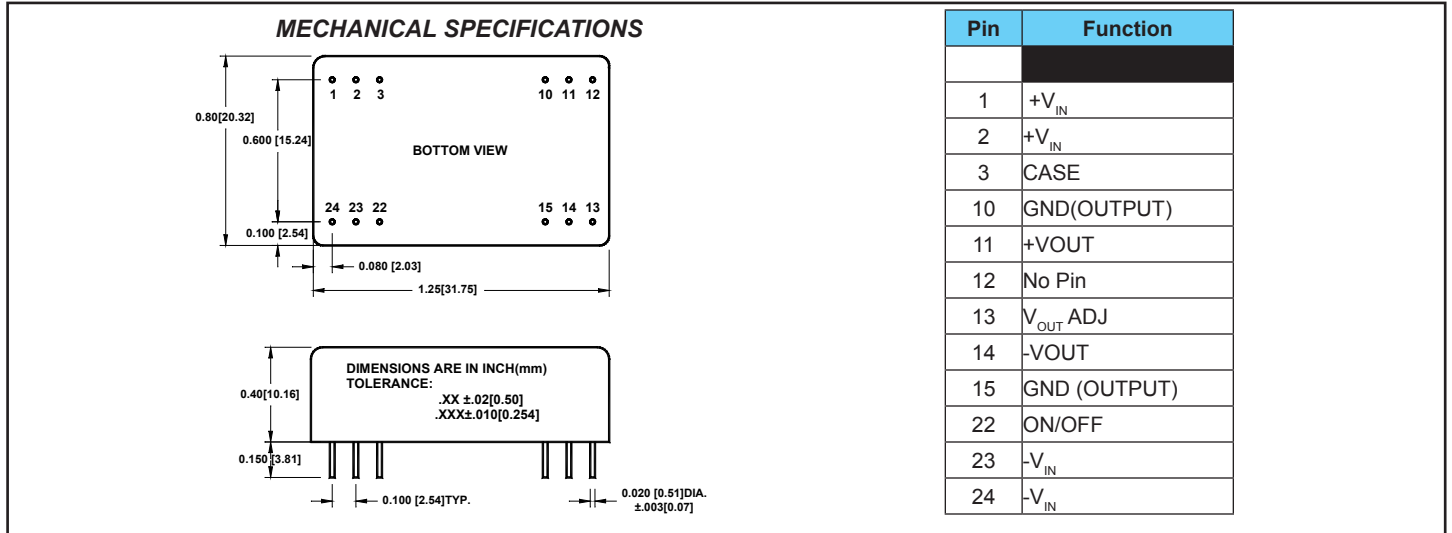 MECHANICAL SPECIFICATIONS
1 2 3 10 11 12
0.80[20.32]
0.600 [15.24]
BOTTOM VIEW
24 23 22 15 14 13
0.100 [2.54]
0.080 [2.03]
1.25[31.75]
DIMENSIONS ARE IN INCH(mm)
TOLERANCE:
.XX ±.02[0.50]
.XXX±.010[0.254]
0.40[10.16]
0.150 [3.81]
0.100 [2.54]TYP.
0.020 [0.51]DIA.
±.003[0.07]
Pin Function
1 +VIN
2 +VIN
3 CASE
10 GND(OUTPUT)
11 +VOUT
12 No Pin
13 VOUT ADJ
14 -VOUT
15 GND (OUTPUT)
22 ON/OFF
23 -VIN
24 -VIN